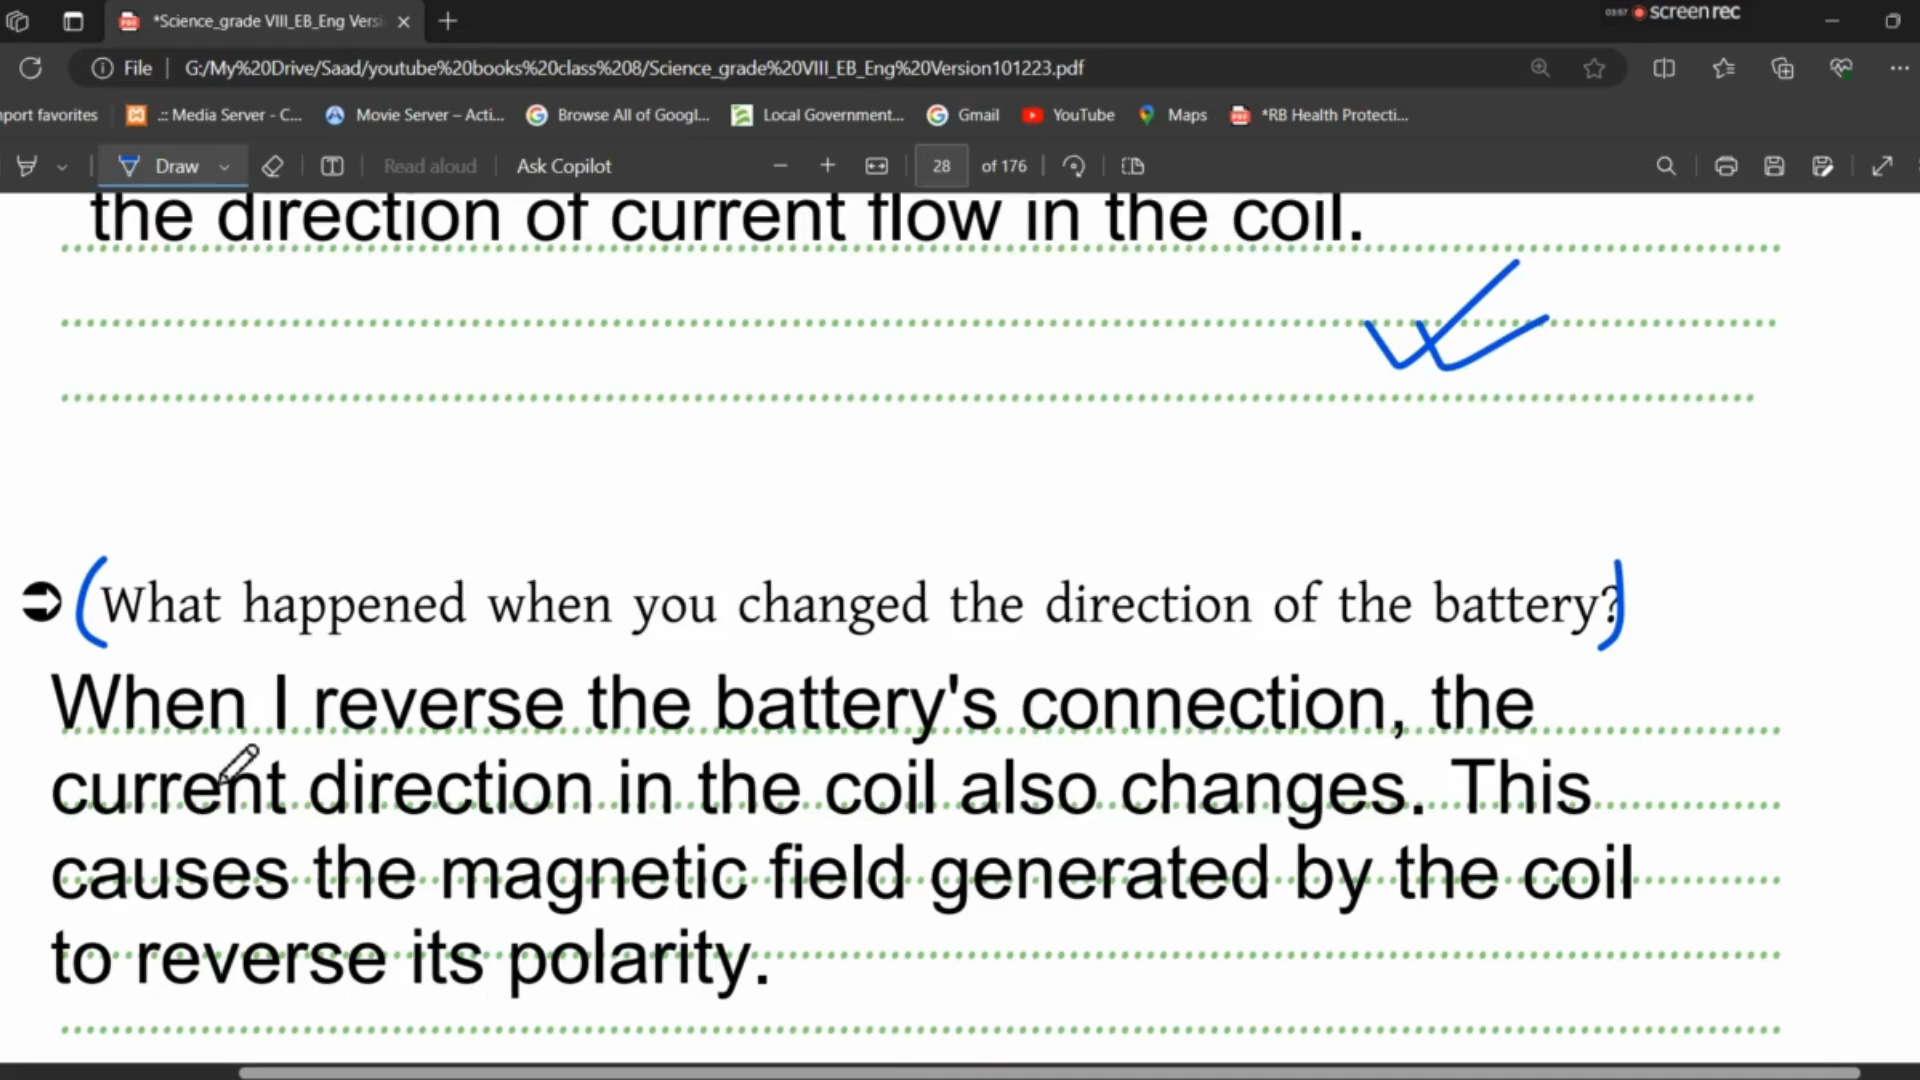 *Science_grade VIII_EB_Eng Versi
03:57 screenrec
File G:/My%20Drive/Saad/youtube%20books%20class%208/Science_grade%20VIII_EB_Eng%20Version101223.pdf
port favorites .:: Media Server - C... Movie Server – Acti... Browse All of Googl... Local Government... Gmail YouTube Maps *RB Health Protecti...
Draw Read aloud Ask Copilot 28 of 176
the direction of current flow in the coil.
What happened when you changed the direction of the battery?
When I reverse the battery's connection, the
current direction in the coil also changes. This
causes the magnetic field generated by the coil
to reverse its polarity.